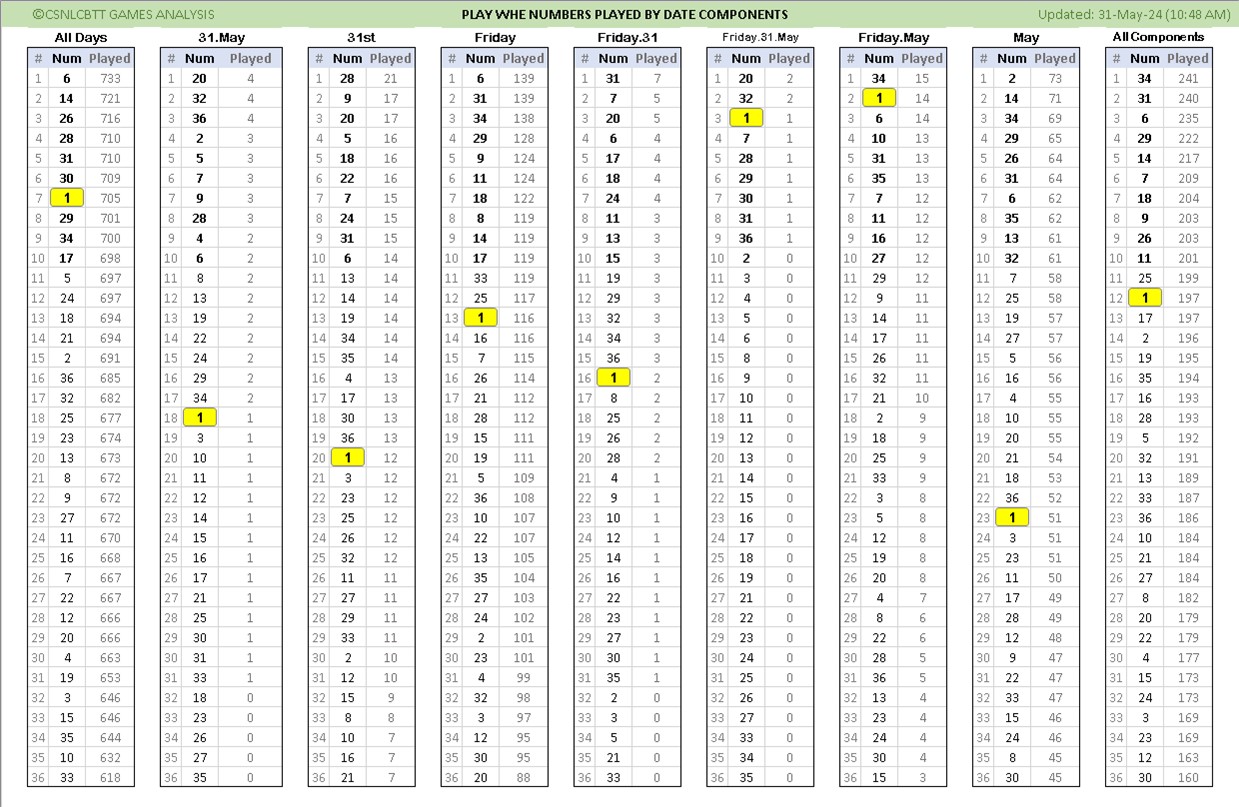 ©CSNLCBTT GAMES ANALYSIS PLAY WHE NUMBERS PLAYED BY DATE COMPONENTS Updated: 31-May-24 (10:48 AM)
All Days 31.May 31st Friday Friday.31 Friday.31.May Friday.May May All Components
# Num Played # Num Played # Num Played # Num Played # Num Played # Num Played # Num Played # Num Played # Num Played
1 6 733 1 20 4 1 28 21 1 6 139 1 31 7 1 20 2 1 34 15 1 2 73 1 34 241
2 14 721 2 32 4 2 9 17 2 31 139 2 7 5 2 32 2 2 1 14 2 14 71 2 31 240
3 26 716 3 36 4 3 20 17 3 34 138 3 20 5 3 1 1 3 6 14 3 34 69 3 6 235
4 28 710 4 2 3 4 5 16 4 29 128 4 6 4 4 7 1 4 10 13 4 29 65 4 29 222
5 31 710 5 5 3 5 18 16 5 9 124 5 17 4 5 28 1 5 31 13 5 26 64 5 14 217
6 30 709 6 7 3 6 22 16 6 11 124 6 18 4 6 29 1 6 35 13 6 31 64 6 7 209
7 1 705 7 9 3 7 7 15 7 18 122 7 24 4 7 30 1 7 7 12 7 6 62 7 18 204
8 29 701 8 28 3 8 24 15 8 8 119 8 11 3 8 31 1 8 11 12 8 35 62 8 9 203
9 34 700 9 4 2 9 31 15 9 14 119 9 13 3 9 36 1 9 16 12 9 13 61 9 26 203
10 17 698 10 6 2 10 6 14 10 17 119 10 15 3 10 2 0 10 27 12 10 32 61 10 11 201
11 5 697 11 8 2 11 13 14 11 33 119 11 19 3 11 3 0 11 29 12 11 7 58 11 25 199
12 24 697 12 13 2 12 14 14 12 25 117 12 29 3 12 4 0 12 9 11 12 25 58 12 1 197
13 18 694 13 19 2 13 19 14 13 1 116 13 32 3 13 5 0 13 14 11 13 19 57 13 17 197
14 21 694 14 22 2 14 34 14 14 16 116 14 34 3 14 6 0 14 17 11 14 27 57 14 2 196
15 2 691 15 24 2 15 35 14 15 7 115 15 36 3 15 8 0 15 26 11 15 5 56 15 19 195
16 36 685 16 29 2 16 4 13 16 26 114 16 1 2 16 9 0 16 32 11 16 16 56 16 35 194
17 32 682 17 34 2 17 17 13 17 21 112 17 8 2 17 10 0 17 21 10 17 4 55 17 16 193
18 25 677 18 1 1 18 30 13 18 28 112 18 25 2 18 11 0 18 2 9 18 10 55 18 28 193
19 23 674 19 3 1 19 36 13 19 15 111 19 26 2 19 12 0 19 18 9 19 20 55 19 5 192
20 13 673 20 10 1 20 1 12 20 19 111 20 28 2 20 13 0 20 25 9 20 21 54 20 32 191
21 8 672 21 11 1 21 3 12 21 5 109 21 4 1 21 14 0 21 33 9 21 18 53 21 13 189
22 9 672 22 12 1 22 23 12 22 36 108 22 9 1 22 15 0 22 3 8 22 36 52 22 33 187
23 27 672 23 14 1 23 25 12 23 10 107 23 10 1 23 16 0 23 5 8 23 1 51 23 36 186
24 11 670 24 15 1 24 26 12 24 22 107 24 12 1 24 17 0 24 12 8 24 3 51 24 10 184
25 16 668 25 16 1 25 32 12 25 13 105 25 14 1 25 18 0 25 19 8 25 23 51 25 21 184
26 7 667 26 17 1 26 11 11 26 35 104 26 16 1 26 19 0 26 20 8 26 11 50 26 27 184
27 22 667 27 21 1 27 27 11 27 27 103 27 22 1 27 21 0 27 4 7 27 17 49 27 8 182
28 12 666 28 25 1 28 29 11 28 24 102 28 23 1 28 22 0 28 8 6 28 28 49 28 20 179
29 20 666 29 30 1 29 33 11 29 2 101 29 27 1 29 23 0 29 22 6 29 12 48 29 22 179
30 4 663 30 31 1 30 2 10 30 23 101 30 30 1 30 24 0 30 28 5 30 9 47 30 4 177
31 19 653 31 33 1 31 12 10 31 4 99 31 35 1 31 25 0 31 36 5 31 22 47 31 15 173
32 3 646 32 18 0 32 15 9 32 32 98 32 2 0 32 26 0 32 13 4 32 33 47 32 24 173
33 15 646 33 23 0 33 8 8 33 3 97 33 3 0 33 27 0 33 23 4 33 15 46 33 3 169
34 35 644 34 26 0 34 10 7 34 12 95 34 5 0 34 33 0 34 24 4 34 24 46 34 23 169
35 10 632 35 27 0 35 16 7 35 30 95 35 21 0 35 34 0 35 30 4 35 8 45 35 12 163
36 33 618 36 35 0 36 21 7 36 20 88 36 33 0 36 35 0 36 15 3 36 30 45 36 30 160